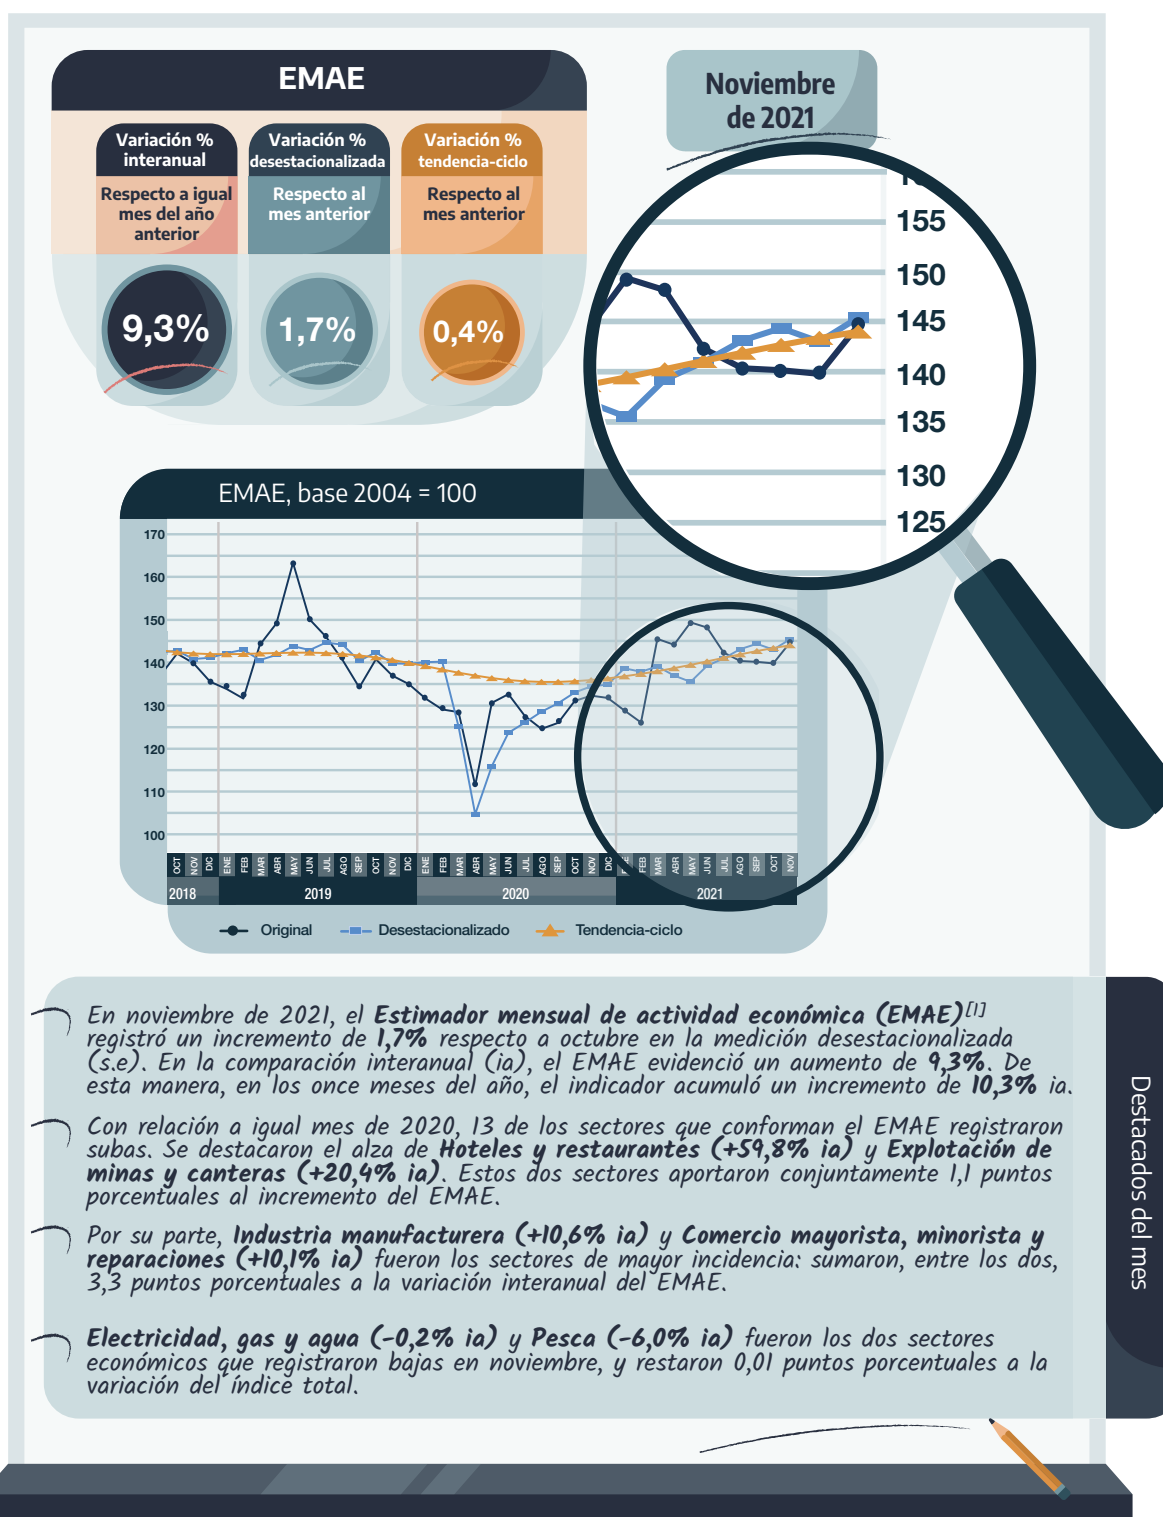 EMAE
Variación %
interanual
Respecto a igual
mes del año
anterior
9,3%
Variación %
desestacionalizada
Respecto al
mes anterior
1,7%
Variación %
tendencia-ciclo
Respecto al
mes anterior
0,4%
Noviembre
de 2021
155
150
145
140
135
130
125
EMAE, base 2004 = 100
170
160
150
140
130
120
110
100
OCT NOV DIC ENE FEB MAR ABR MAY JUN JUL AGO SEP OCT NOV DIC ENE FEB MAR ABR MAY JUN JUL AGO SEP OCT NOV DIC FEB MAR ABR MAY JUN JUL AGO SEP OCT NOV
2018 2019 2020 2021
Original Desestacionalizado Tendencia-ciclo
En noviembre de 2021, el Estimador mensual de actividad económica (EMAE)[1]
registró un incremento de 1,7% respecto a octubre en la medición desestacionalizada
(s.e). En la comparación interanual (ia), el EMAE evidenció un aumento de 9,3%. De
esta manera, en los once meses del año, el indicador acumuló un incremento de 10,3% ia.
Con relación a igual mes de 2020, 13 de los sectores que conforman el EMAE registraron
subas. Se destacaron el alza de Hoteles y restaurantes (+59,8% ia) y Explotación de
minas y canteras (+20,4% ia). Estos dos sectores aportaron conjuntamente 1,1 puntos
porcentuales al incremento del EMAE.
Por su parte, Industria manufacturera (+10,6% ia) y Comercio mayorista, minorista y
reparaciones (+10,1% ia) fueron los sectores de mayor incidencia: sumaron, entre los dos,
3,3 puntos porcentuales a la variación interanual del EMAE.
Electricidad, gas y agua (-0,2% ia) y Pesca (-6,0% ia) fueron los dos sectores
económicos que registraron bajas en noviembre, y restaron 0,01 puntos porcentuales a la
variación del índice total.
Destacados del mes